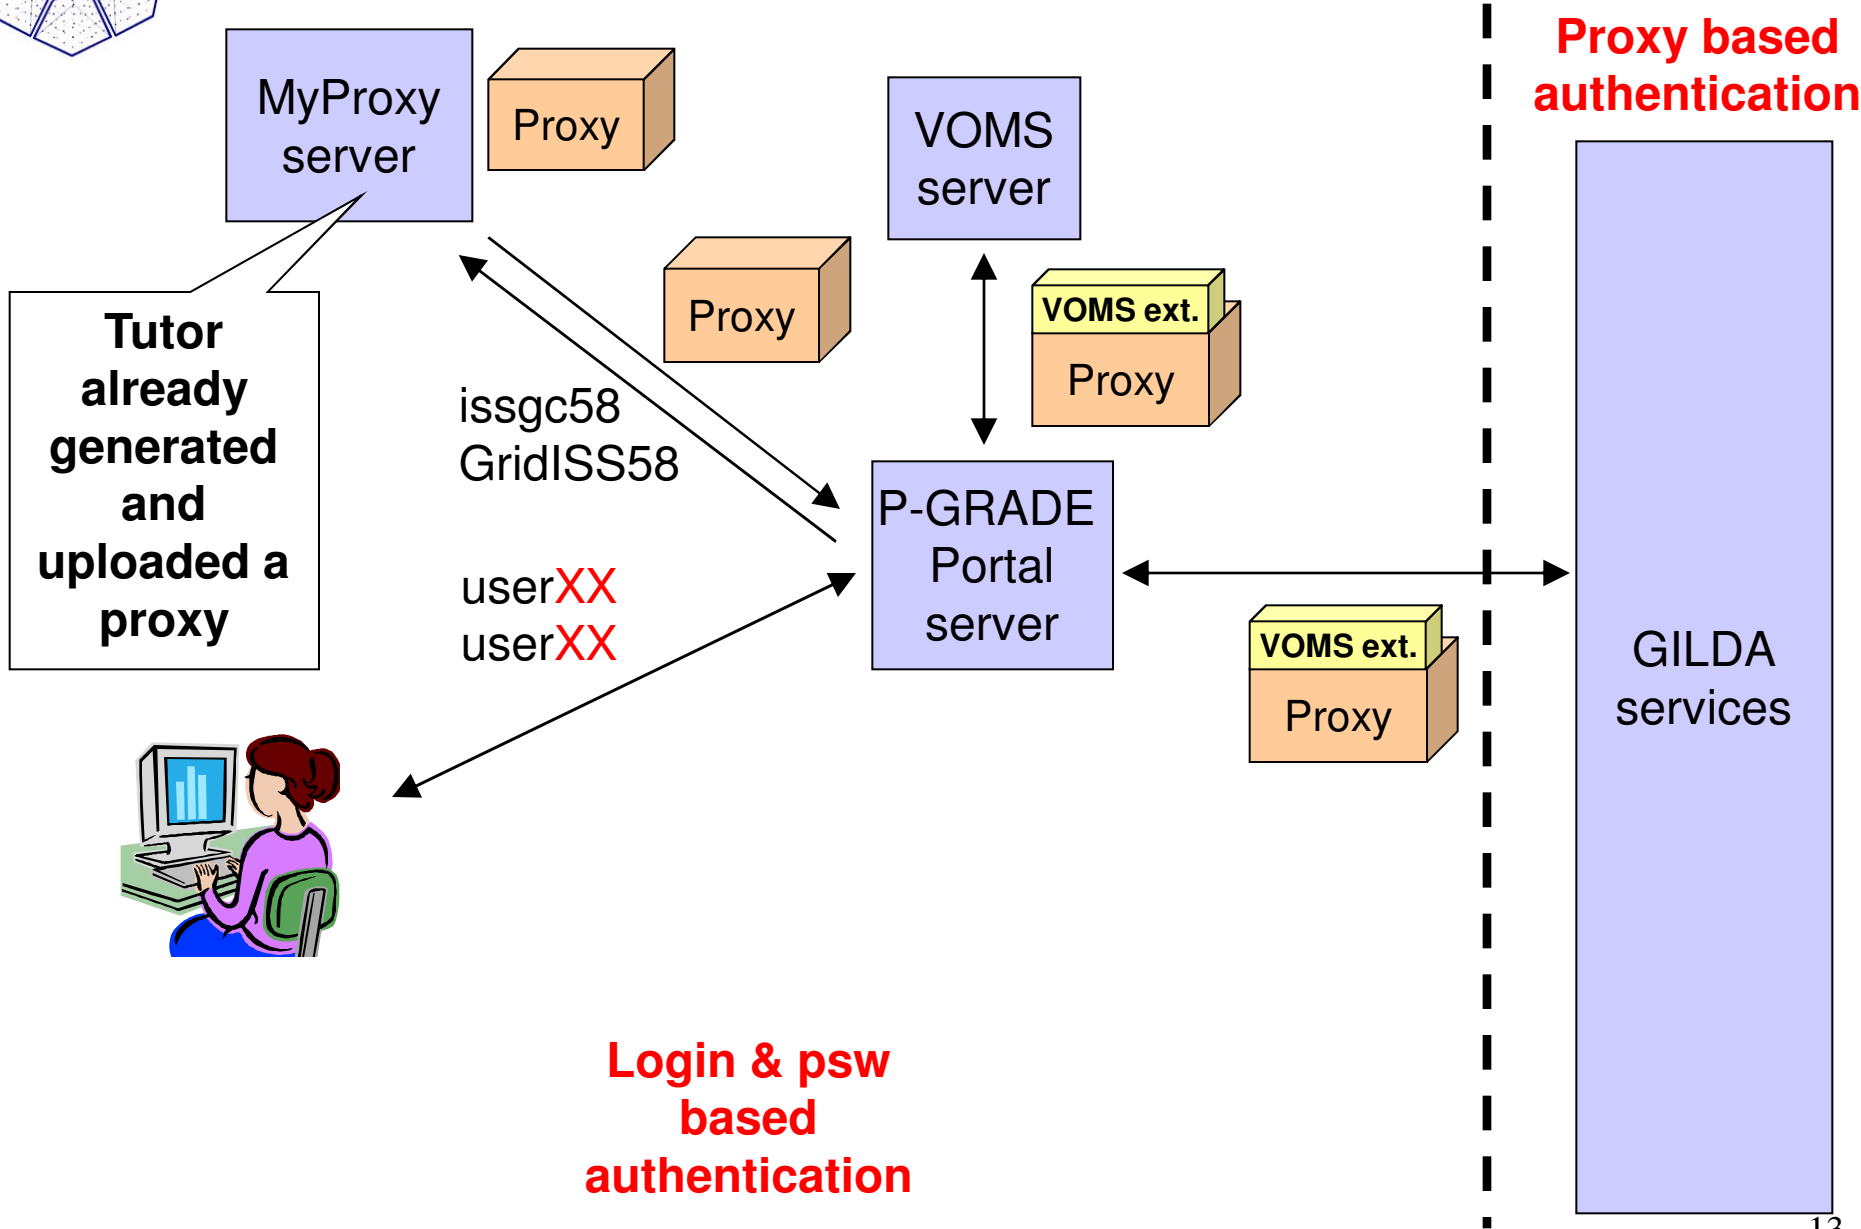 Proxy based
authentication
MyProxy
server
Proxy
VOMS
server
Proxy
VOMS ext.
Proxy
Tutor
already
generated
and
uploaded a
proxy
issgc58
GridISS58
userXX
userXX
P-GRADE
Portal
server
VOMS ext.
Proxy
GILDA
services
Login & psw
based
authentication
13